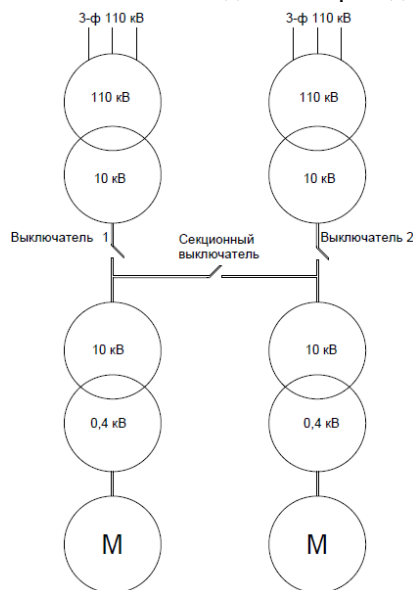 3-ф 110 кВ
3-ф 110 кВ
110 кВ
110 кВ
10 кВ
10 кВ
Выключатель 1
Секционный
выключатель
Выключатель 2
10 кВ
10 кВ
0,4 кВ
0,4 кВ
М
М